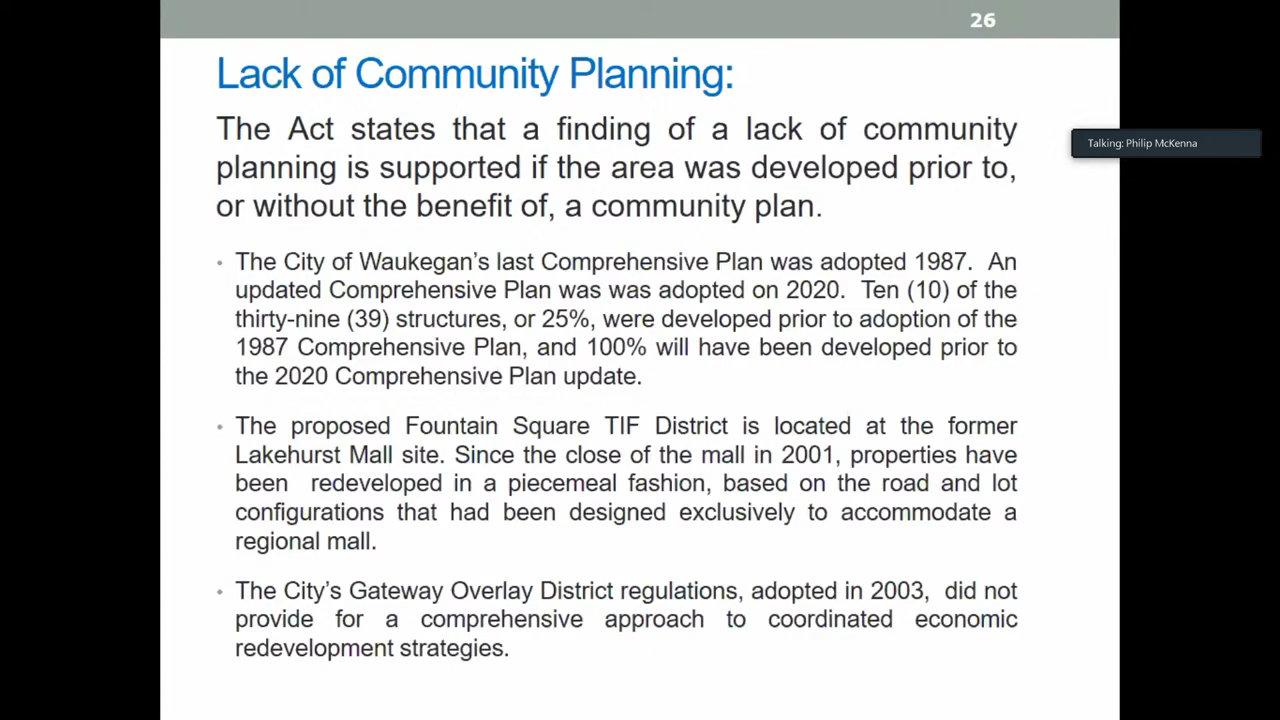 26
Lack of Community Planning:
The Act states that a finding of a lack of community
planning is supported if the area was developed prior to,
or without the benefit of, a community plan.
Talking: Philip McKenna
• The City of Waukegan’s last Comprehensive Plan was adopted 1987. An
updated Comprehensive Plan was was adopted on 2020. Ten (10) of the
thirty-nine (39) structures, or 25%, were developed prior to adoption of the
1987 Comprehensive Plan, and 100% will have been developed prior to
the 2020 Comprehensive Plan update.
• The proposed Fountain Square TIF District is located at the former
Lakehurst Mall site. Since the close of the mall in 2001, properties have
been redeveloped in a piecemeal fashion, based on the road and lot
configurations that had been designed exclusively to accommodate a
regional mall.
• The City’s Gateway Overlay District regulations, adopted in 2003, did not
provide for a comprehensive approach to coordinated economic
redevelopment strategies.